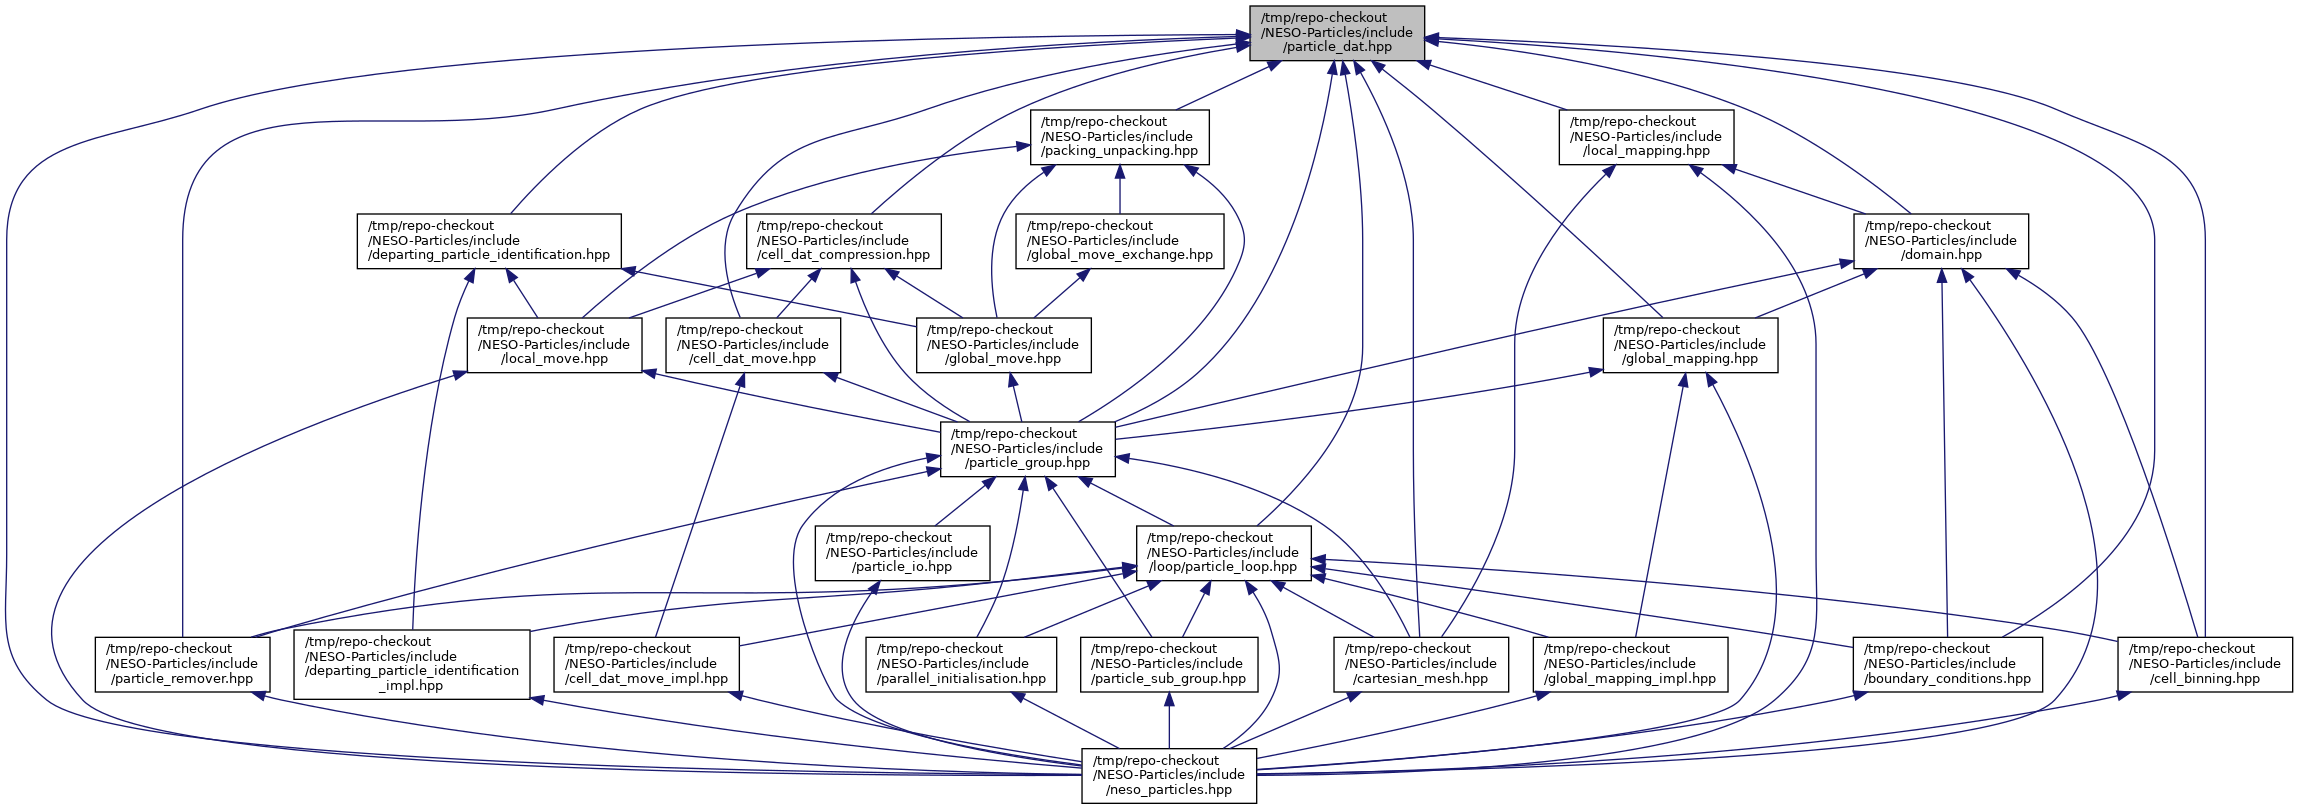 /tmp/repo-checkout
/NESO-Particles/include
/particle_dat.hpp
/tmp/repo-checkout
/NESO-Particles/include
/packing_unpacking.hpp
/tmp/repo-checkout
/NESO-Particles/include
/local_mapping.hpp
/tmp/repo-checkout
/NESO-Particles/include
/departing_particle_identification.hpp
/tmp/repo-checkout
/NESO-Particles/include
/cell_dat_compression.hpp
/tmp/repo-checkout
/NESO-Particles/include
/global_move_exchange.hpp
/tmp/repo-checkout
/NESO-Particles/include
/domain.hpp
/tmp/repo-checkout
/NESO-Particles/include
/local_move.hpp
/tmp/repo-checkout
/NESO-Particles/include
/cell_dat_move.hpp
/tmp/repo-checkout
/NESO-Particles/include
/global_move.hpp
/tmp/repo-checkout
/NESO-Particles/include
/global_mapping.hpp
/tmp/repo-checkout
/NESO-Particles/include
/particle_group.hpp
/tmp/repo-checkout
/NESO-Particles/include
/particle_io.hpp
/tmp/repo-checkout
/NESO-Particles/include
/loop/particle_loop.hpp
/tmp/repo-checkout
/NESO-Particles/include
/particle_remover.hpp
/tmp/repo-checkout
/NESO-Particles/include
/departing_particle_identification
_impl.hpp
/tmp/repo-checkout
/NESO-Particles/include
/cell_dat_move_impl.hpp
/tmp/repo-checkout
/NESO-Particles/include
/parallel_initialisation.hpp
/tmp/repo-checkout
/NESO-Particles/include
/particle_sub_group.hpp
/tmp/repo-checkout
/NESO-Particles/include
/cartesian_mesh.hpp
/tmp/repo-checkout
/NESO-Particles/include
/global_mapping_impl.hpp
/tmp/repo-checkout
/NESO-Particles/include
/boundary_conditions.hpp
/tmp/repo-checkout
/NESO-Particles/include
/cell_binning.hpp
/tmp/repo-checkout
/NESO-Particles/include
/neso_particles.hpp